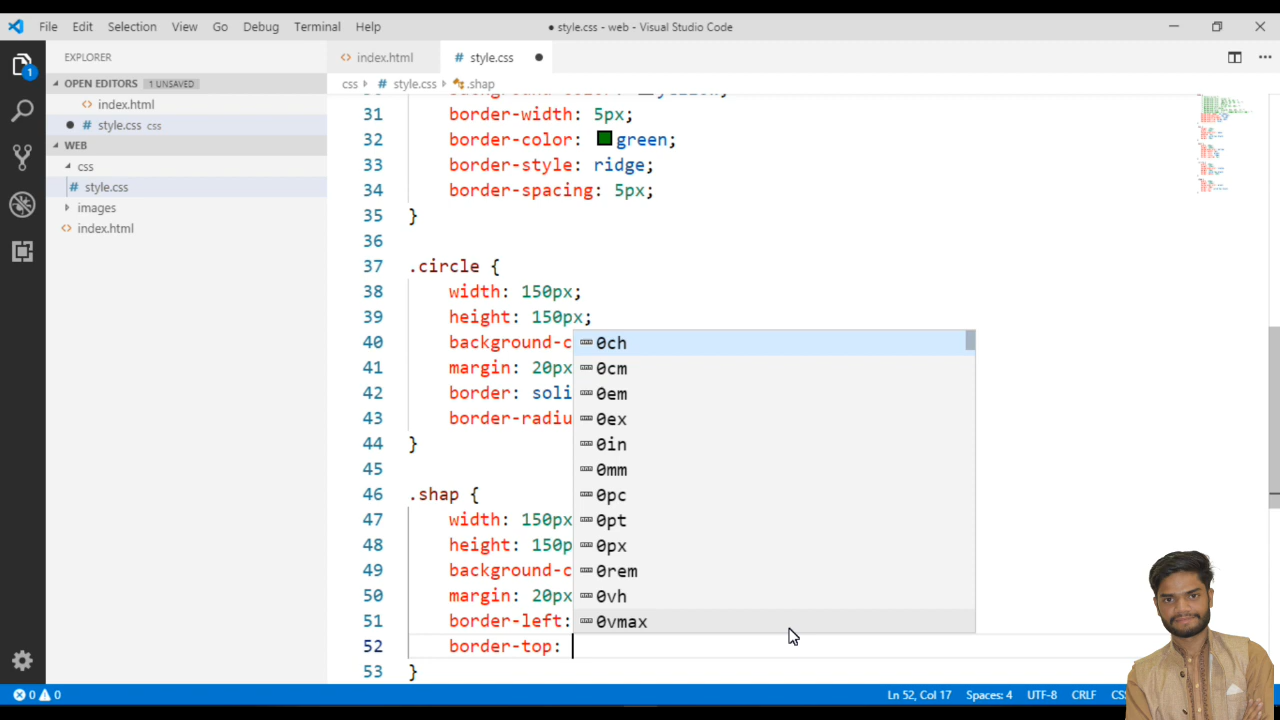 File Edit Selection View Go Debug Terminal Help
● style.css - web - Visual Studio Code
EXPLORER
OPEN EDITORS 1 UNSAVED
<> index.html
● # style.css css
WEB
css
# style.css
images
<> index.html
1
<> index.html
# style.css ●
css › # style.css › .shap
31 border-width: 5px;
32 border-color: green;
33 border-style: ridge;
34 border-spacing: 5px;
35 }
36
37 .circle {
38 width: 150px;
39 height: 150px;
40 background-c
41 margin: 20px
42 border: soli
43 border-radiu
44 }
45
46 .shap {
47 width: 150px
48 height: 150p
49 background-c
50 margin: 20px
51 border-left:
52 border-top:
53 }
0ch
0cm
0em
0ex
0in
0mm
0pc
0pt
0px
0rem
0vh
0vmax
0 0
Ln 52, Col 17 Spaces: 4 UTF-8 CRLF CS